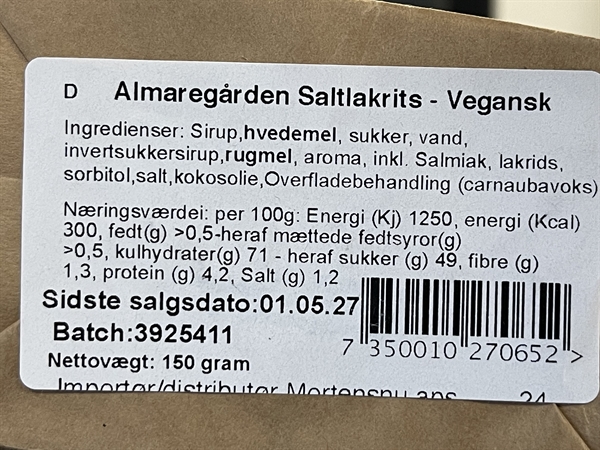 D Almaregården Saltlakrits - Vegansk
Ingredienser: Sirup,hvedemel, sukker, vand,
invertsukkersirup,rugmel, aroma, inkl. Salmiak, lakrids,
sorbitol,salt,kokosolie,Overfladebehandling (carnaubavoks)
Næringsværdei: per 100g: Energi (Kj) 1250, energi (Kcal)
300, fedt(g) >0,5-heraf mættede fedtsyror(g)
>0,5, kulhydrater(g) 71 - heraf sukker (g) 49, fibre (g)
1,3, protein (g) 4,2, Salt (g) 1,2
Sidste salgsdato:01.05.27
Batch:3925411
7 350010 270652 >
Nettovægt: 150 gram
Importør/distributør